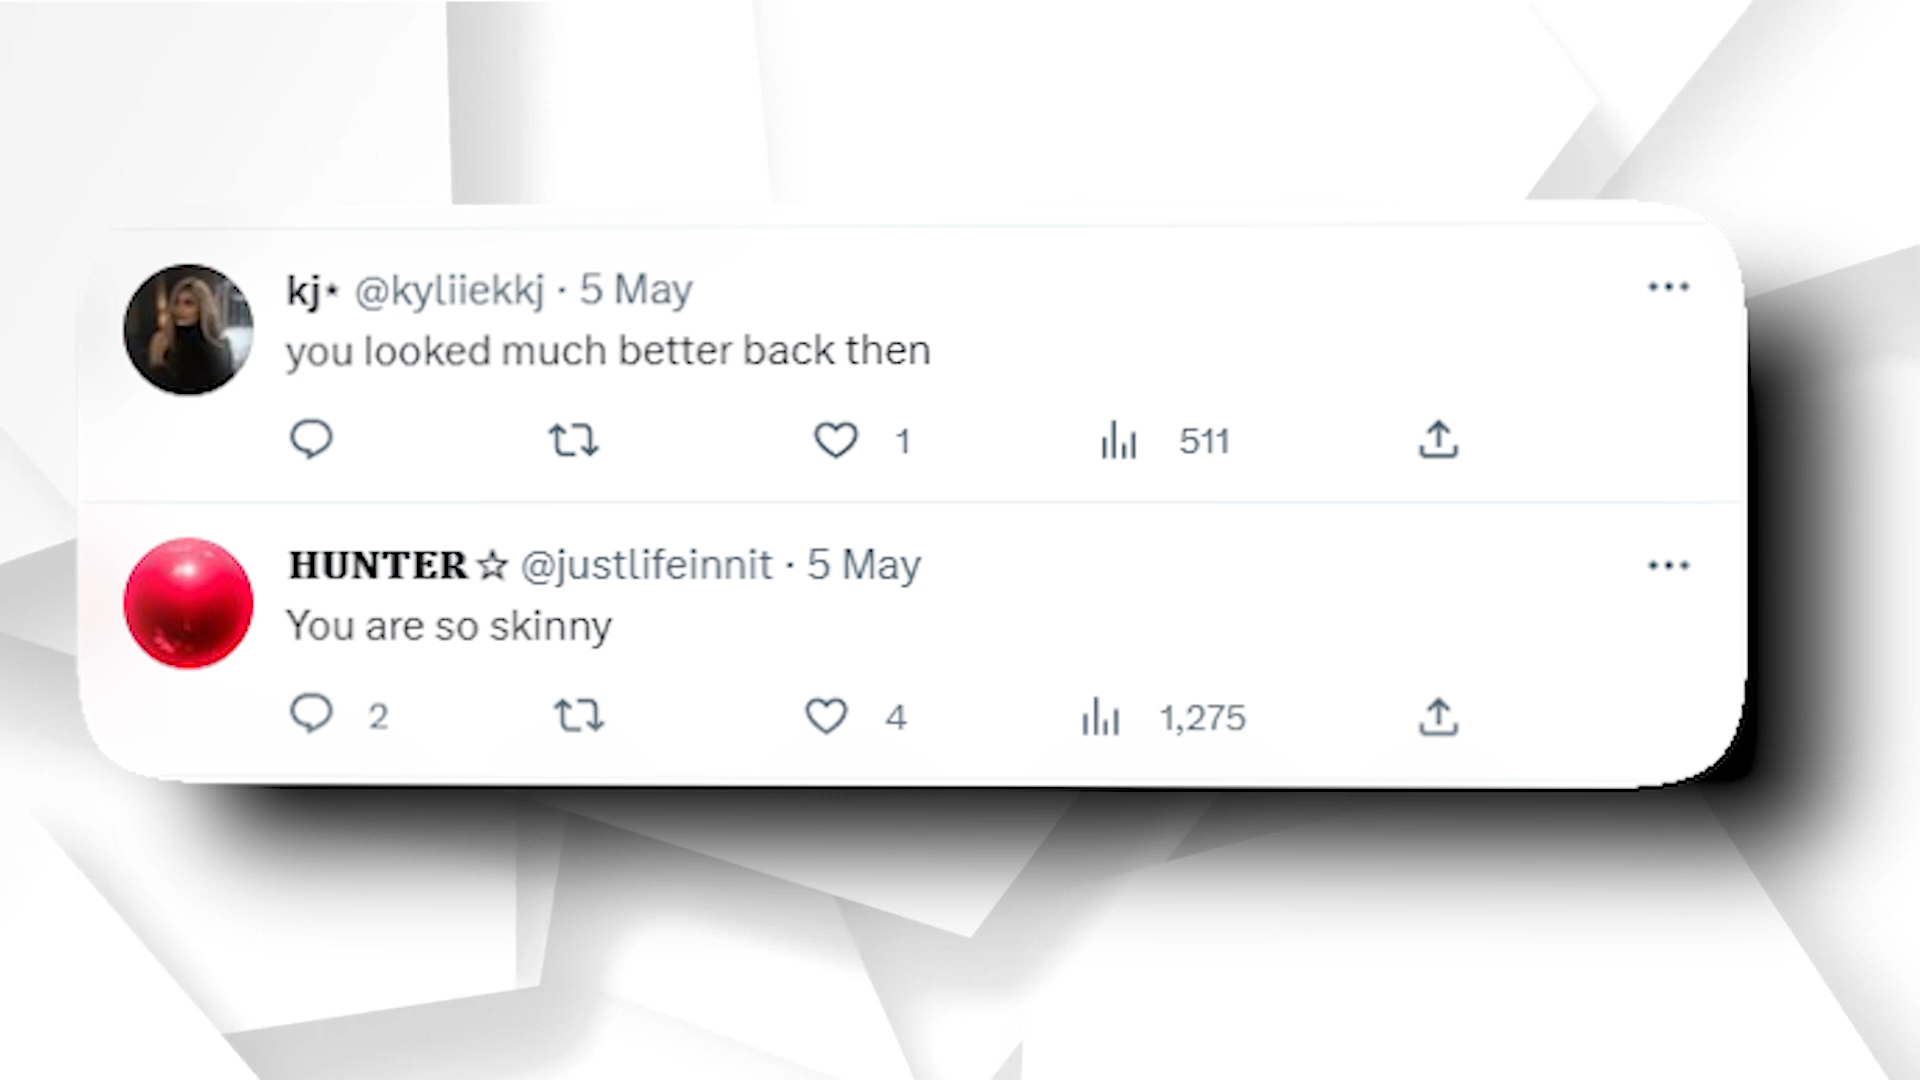 kj⋆ @kyliiekkj · 5 May
you looked much better back then
1 511
HUNTER☆ @justlifeinnit · 5 May
You are so skinny
2 4 1,275